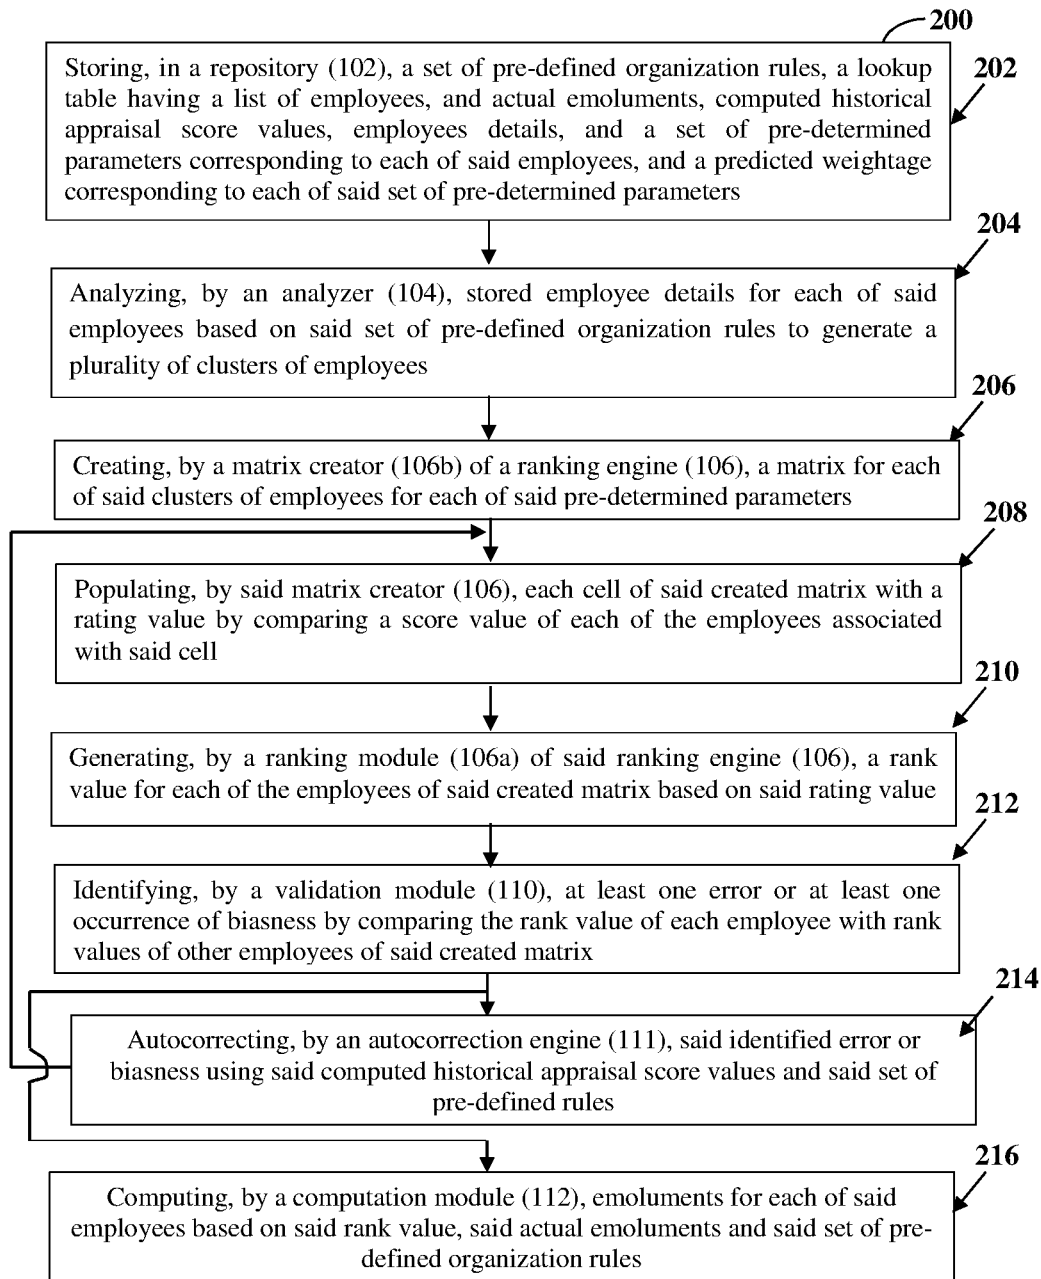 200
202
Storing, in a repository (102), a set of pre-defined organization rules, a lookup
table having a list of employees, and actual emoluments, computed historical
appraisal score values, employees details, and a set of pre-determined
parameters corresponding to each of said employees, and a predicted weightage
corresponding to each of said set of pre-determined parameters
204
Analyzing, by an analyzer (104), stored employee details for each of said
employees based on said set of pre-defined organization rules to generate a
plurality of clusters of employees
206
Creating, by a matrix creator (106b) of a ranking engine (106), a matrix for each
of said clusters of employees for each of said pre-determined parameters
208
Populating, by said matrix creator (106), each cell of said created matrix with a
rating value by comparing a score value of each of the employees associated
with said cell
210
Generating, by a ranking module (106a) of said ranking engine (106), a rank
value for each of the employees of said created matrix based on said rating value
212
Identifying, by a validation module (110), at least one error or at least one
occurrence of biasness by comparing the rank value of each employee with rank
values of other employees of said created matrix
214
Autocorrecting, by an autocorrection engine (111), said identified error or
biasness using said computed historical appraisal score values and said set of
pre-defined rules
216
Computing, by a computation module (112), emoluments for each of said
employees based on said rank value, said actual emoluments and said set of pre-
defined organization rules